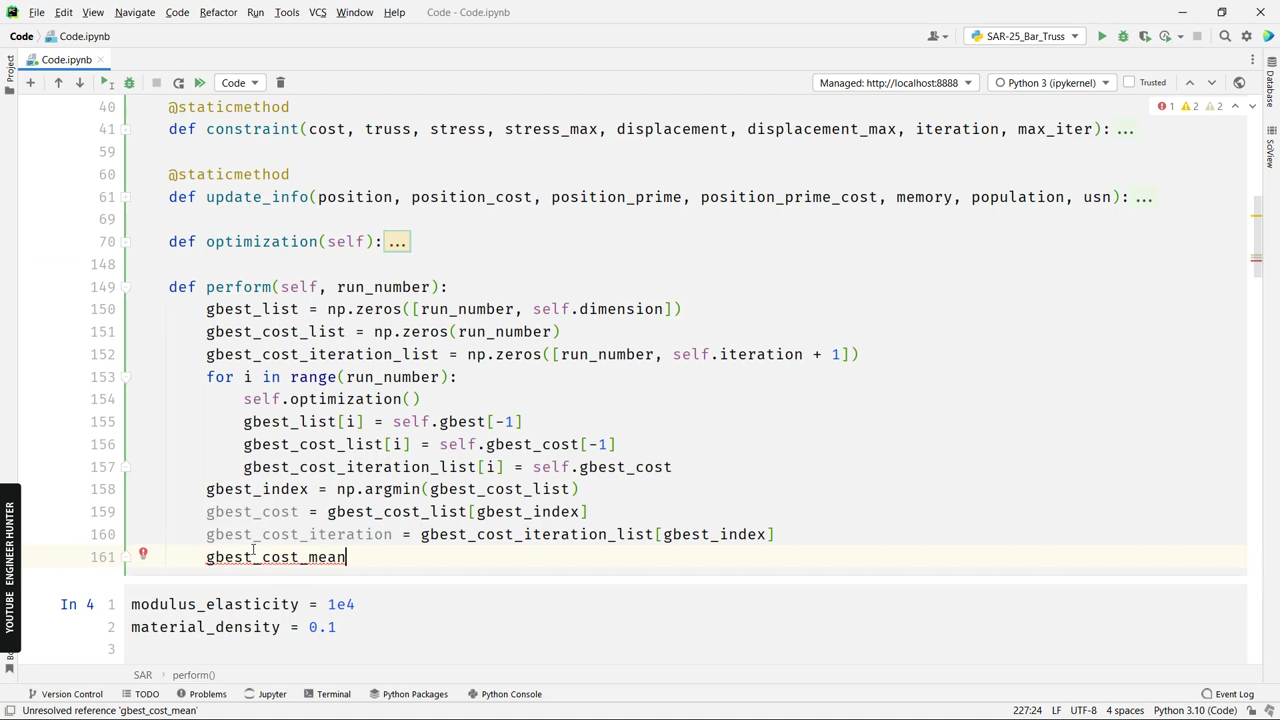 File Edit View Navigate Code Refactor Run Tools VCS Window Help Code - Code.ipynb
Code Code.ipynb SAR-25_Bar_Truss
Code.ipynb
Code Managed: http://localhost:8888 Python 3 (ipykernel) Trusted
Project
Database
SciView
1 2 2
40 @staticmethod
41 def constraint(cost, truss, stress, stress_max, displacement, displacement_max, iteration, max_iter):...
59
60 @staticmethod
61 def update_info(position, position_cost, position_prime, position_prime_cost, memory, population, usn):...
69
70 def optimization(self):...
148
149 def perform(self, run_number):
150 gbest_list = np.zeros([run_number, self.dimension])
151 gbest_cost_list = np.zeros(run_number)
152 gbest_cost_iteration_list = np.zeros([run_number, self.iteration + 1])
153 for i in range(run_number):
154 self.optimization()
155 gbest_list[i] = self.gbest[-1]
156 gbest_cost_list[i] = self.gbest_cost[-1]
157 gbest_cost_iteration_list[i] = self.gbest_cost
158 gbest_index = np.argmin(gbest_cost_list)
159 gbest_cost = gbest_cost_list[gbest_index]
160 gbest_cost_iteration = gbest_cost_iteration_list[gbest_index]
161 gbest_cost_mean
In 4 1 modulus_elasticity = 1e4
2 material_density = 0.1
3
YOUTUBE ENGINEER HUNTER
SAR perform()
Version Control TODO Problems Jupyter Terminal Python Packages Python Console Event Log
Unresolved reference 'gbest_cost_mean' 227:24 LF UTF-8 4 spaces Python 3.10 (Code)